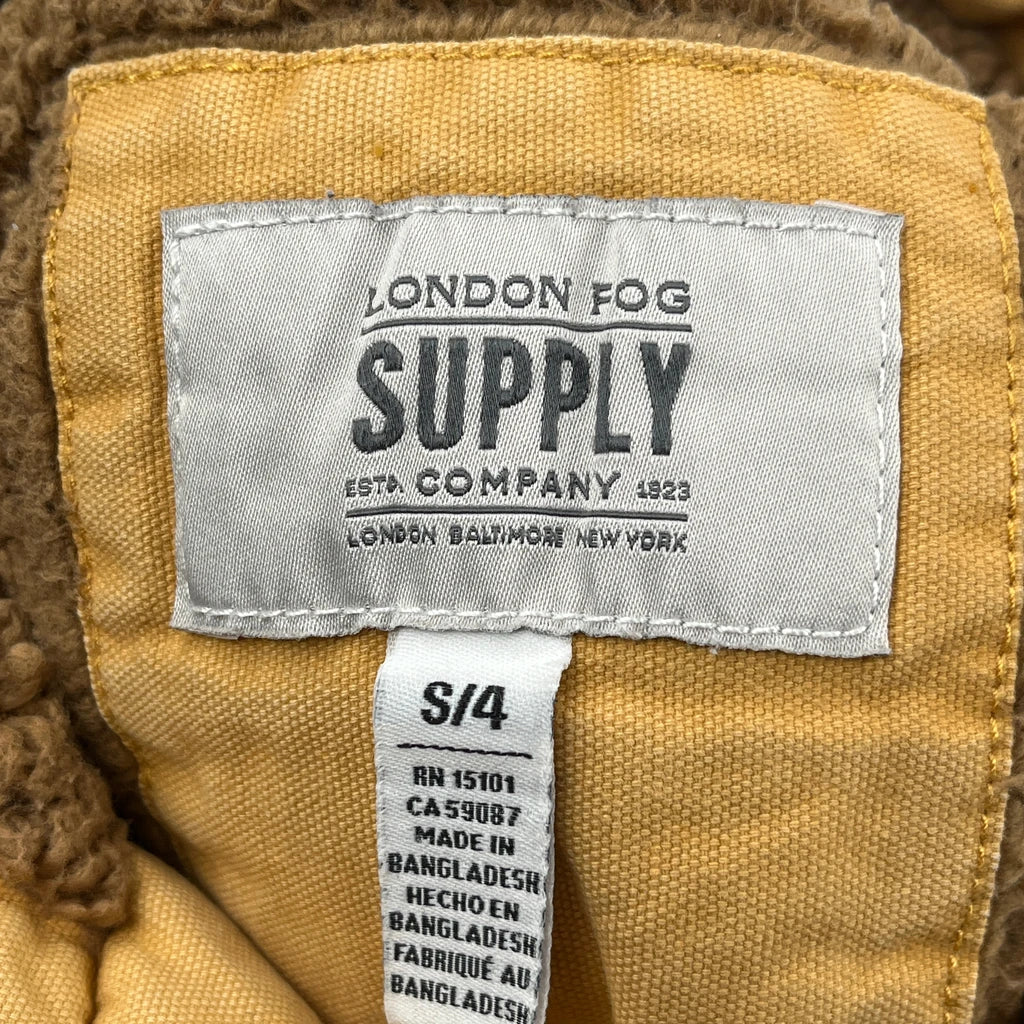 LONDON FOG
SUPPLY
ESTD. COMPANY 1923
LONDON BALTIMORE NEW YORK
S/4
RN 15101
CA 59087
MADE IN
BANGLADESH
HECHO EN
BANGLADESH
FABRIQUÉ AU
BANGLADESH